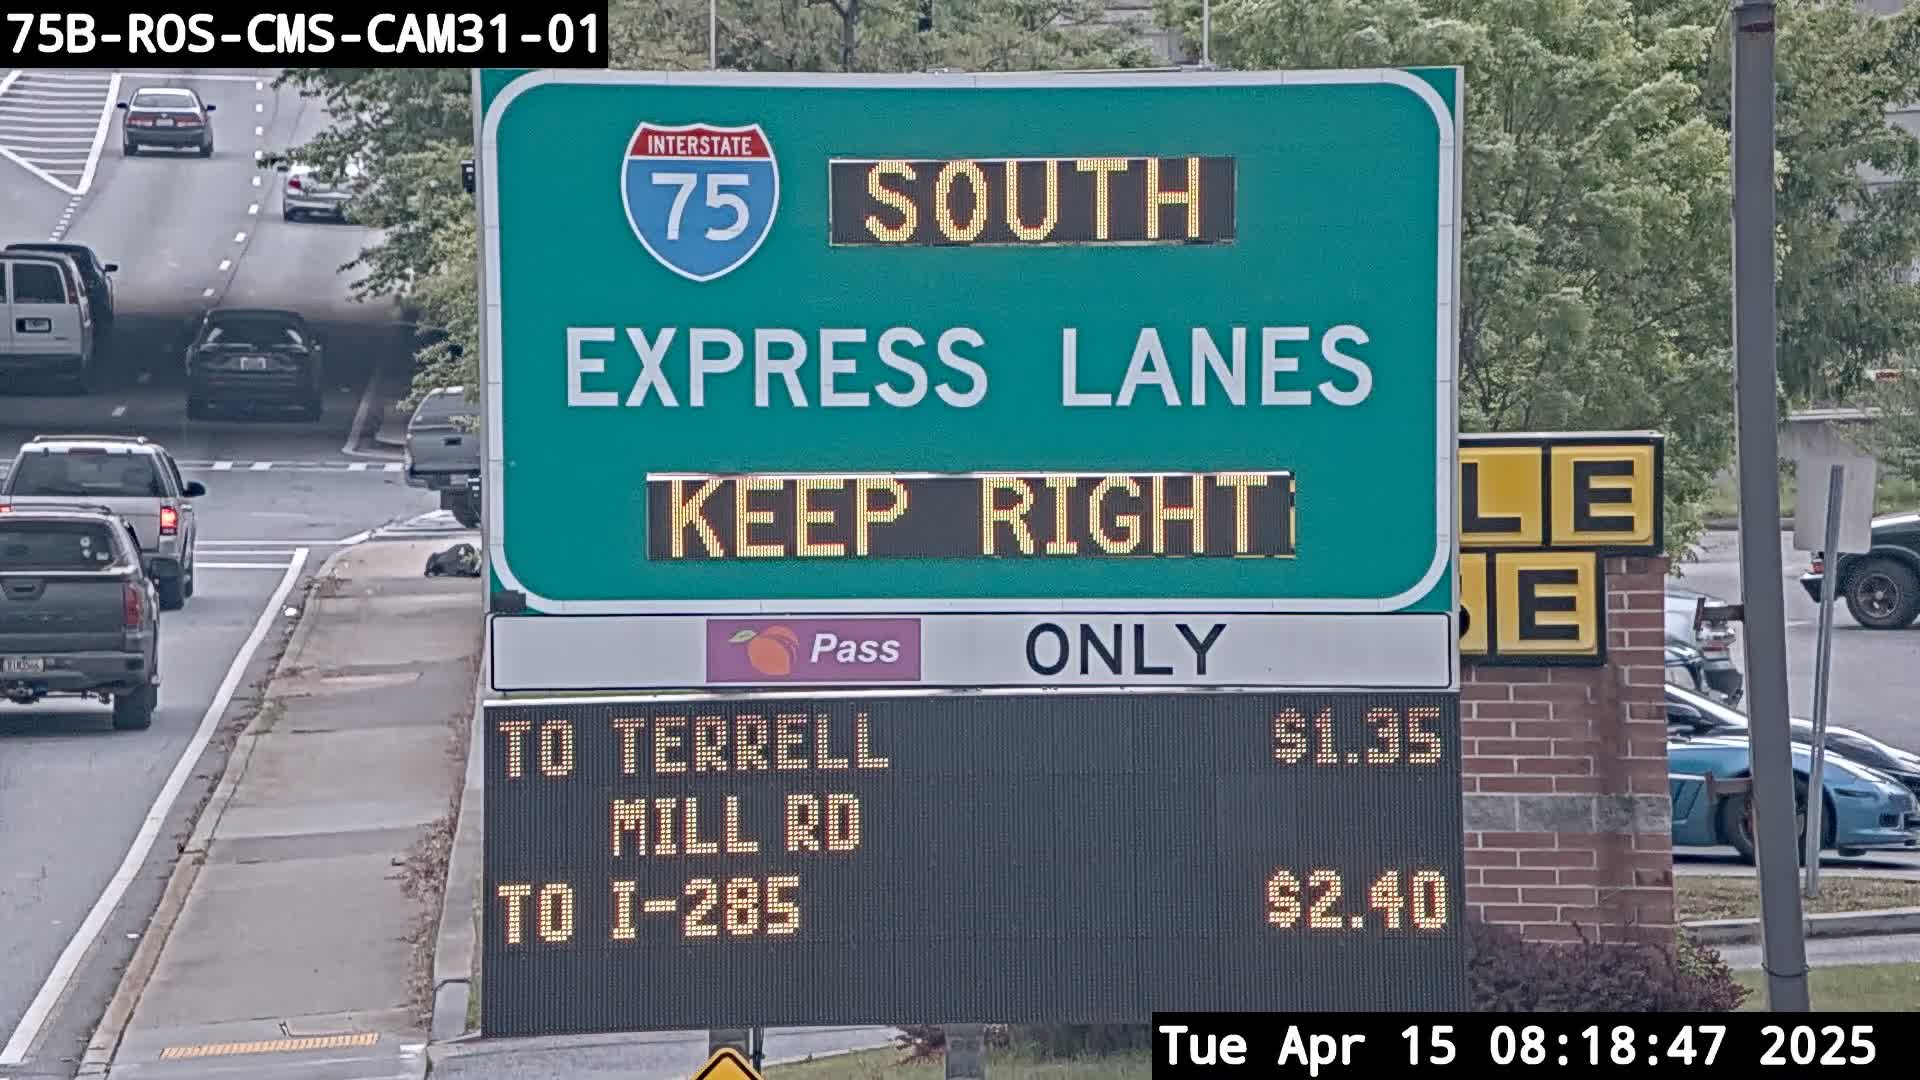 75B-ROS-CMS-CAM31-01
INTERSTATE
75
SOUTH
EXPRESS LANES
KEEP RIGHT
Pass ONLY
TO TERRELL $1.35
MILL RD
TO I-285 $2.40
LE
E
Tue Apr 15 08:18:47 2025